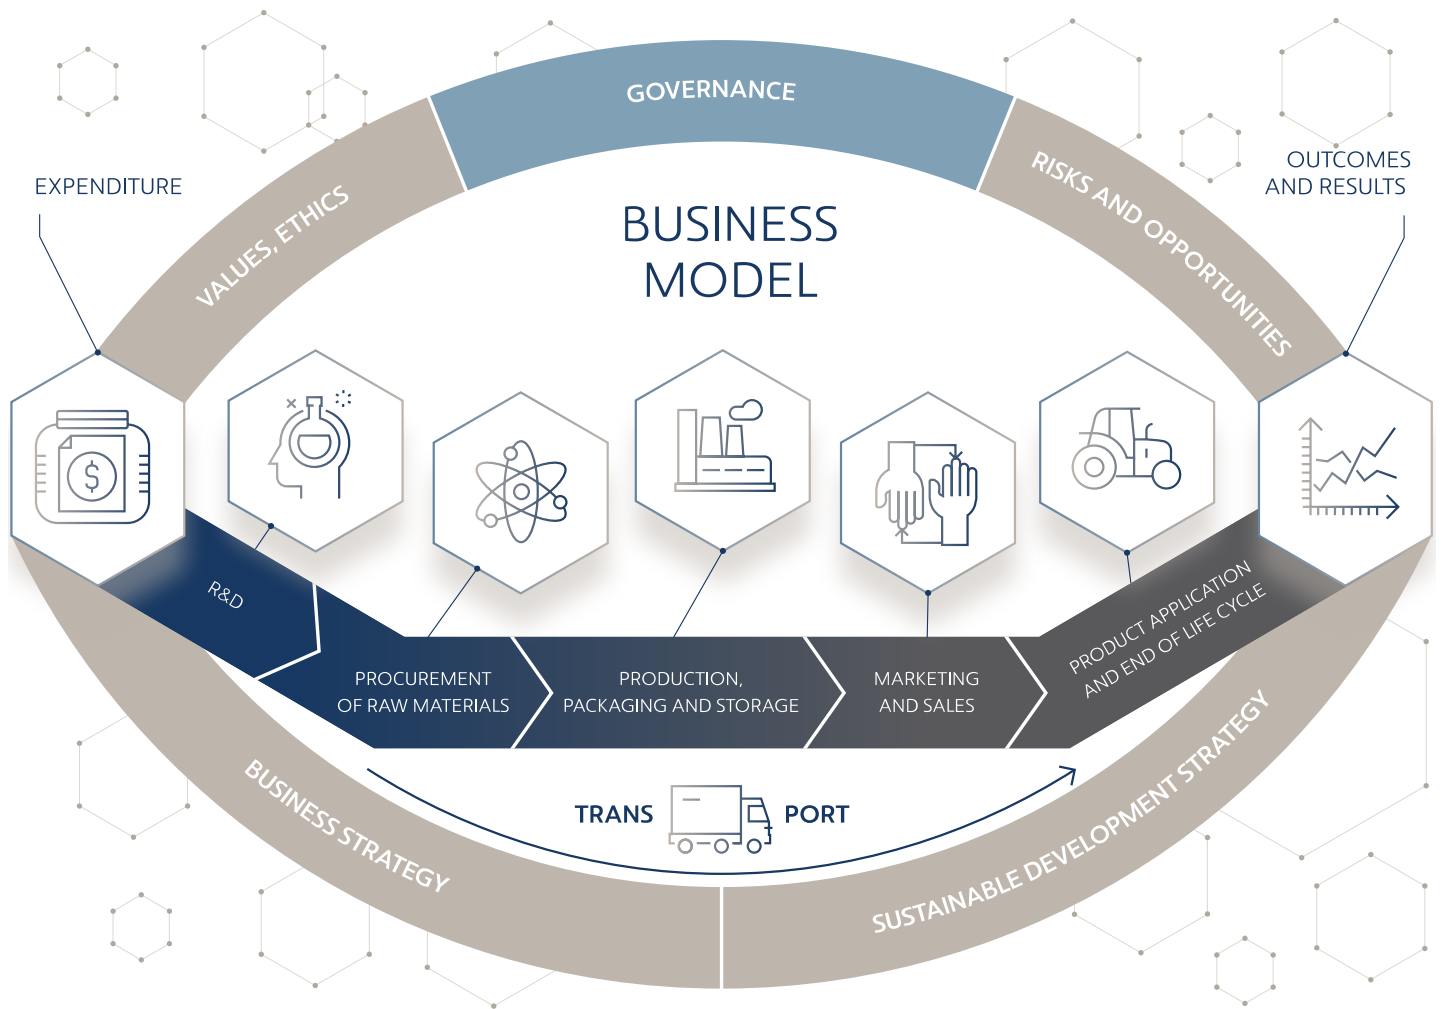 GOVERNANCE
VALUES, ETHICS
RISKS AND OPPORTUNITIES
EXPENDITURE
OUTCOMES
AND RESULTS
BUSINESS
MODEL
$
R&D
PROCUREMENT
OF RAW MATERIALS
PRODUCTION,
PACKAGING AND STORAGE
MARKETING
AND SALES
PRODUCT APPLICATION
AND END OF LIFE CYCLE
TRANS PORT
BUSINESS STRATEGY
SUSTAINABLE DEVELOPMENT STRATEGY